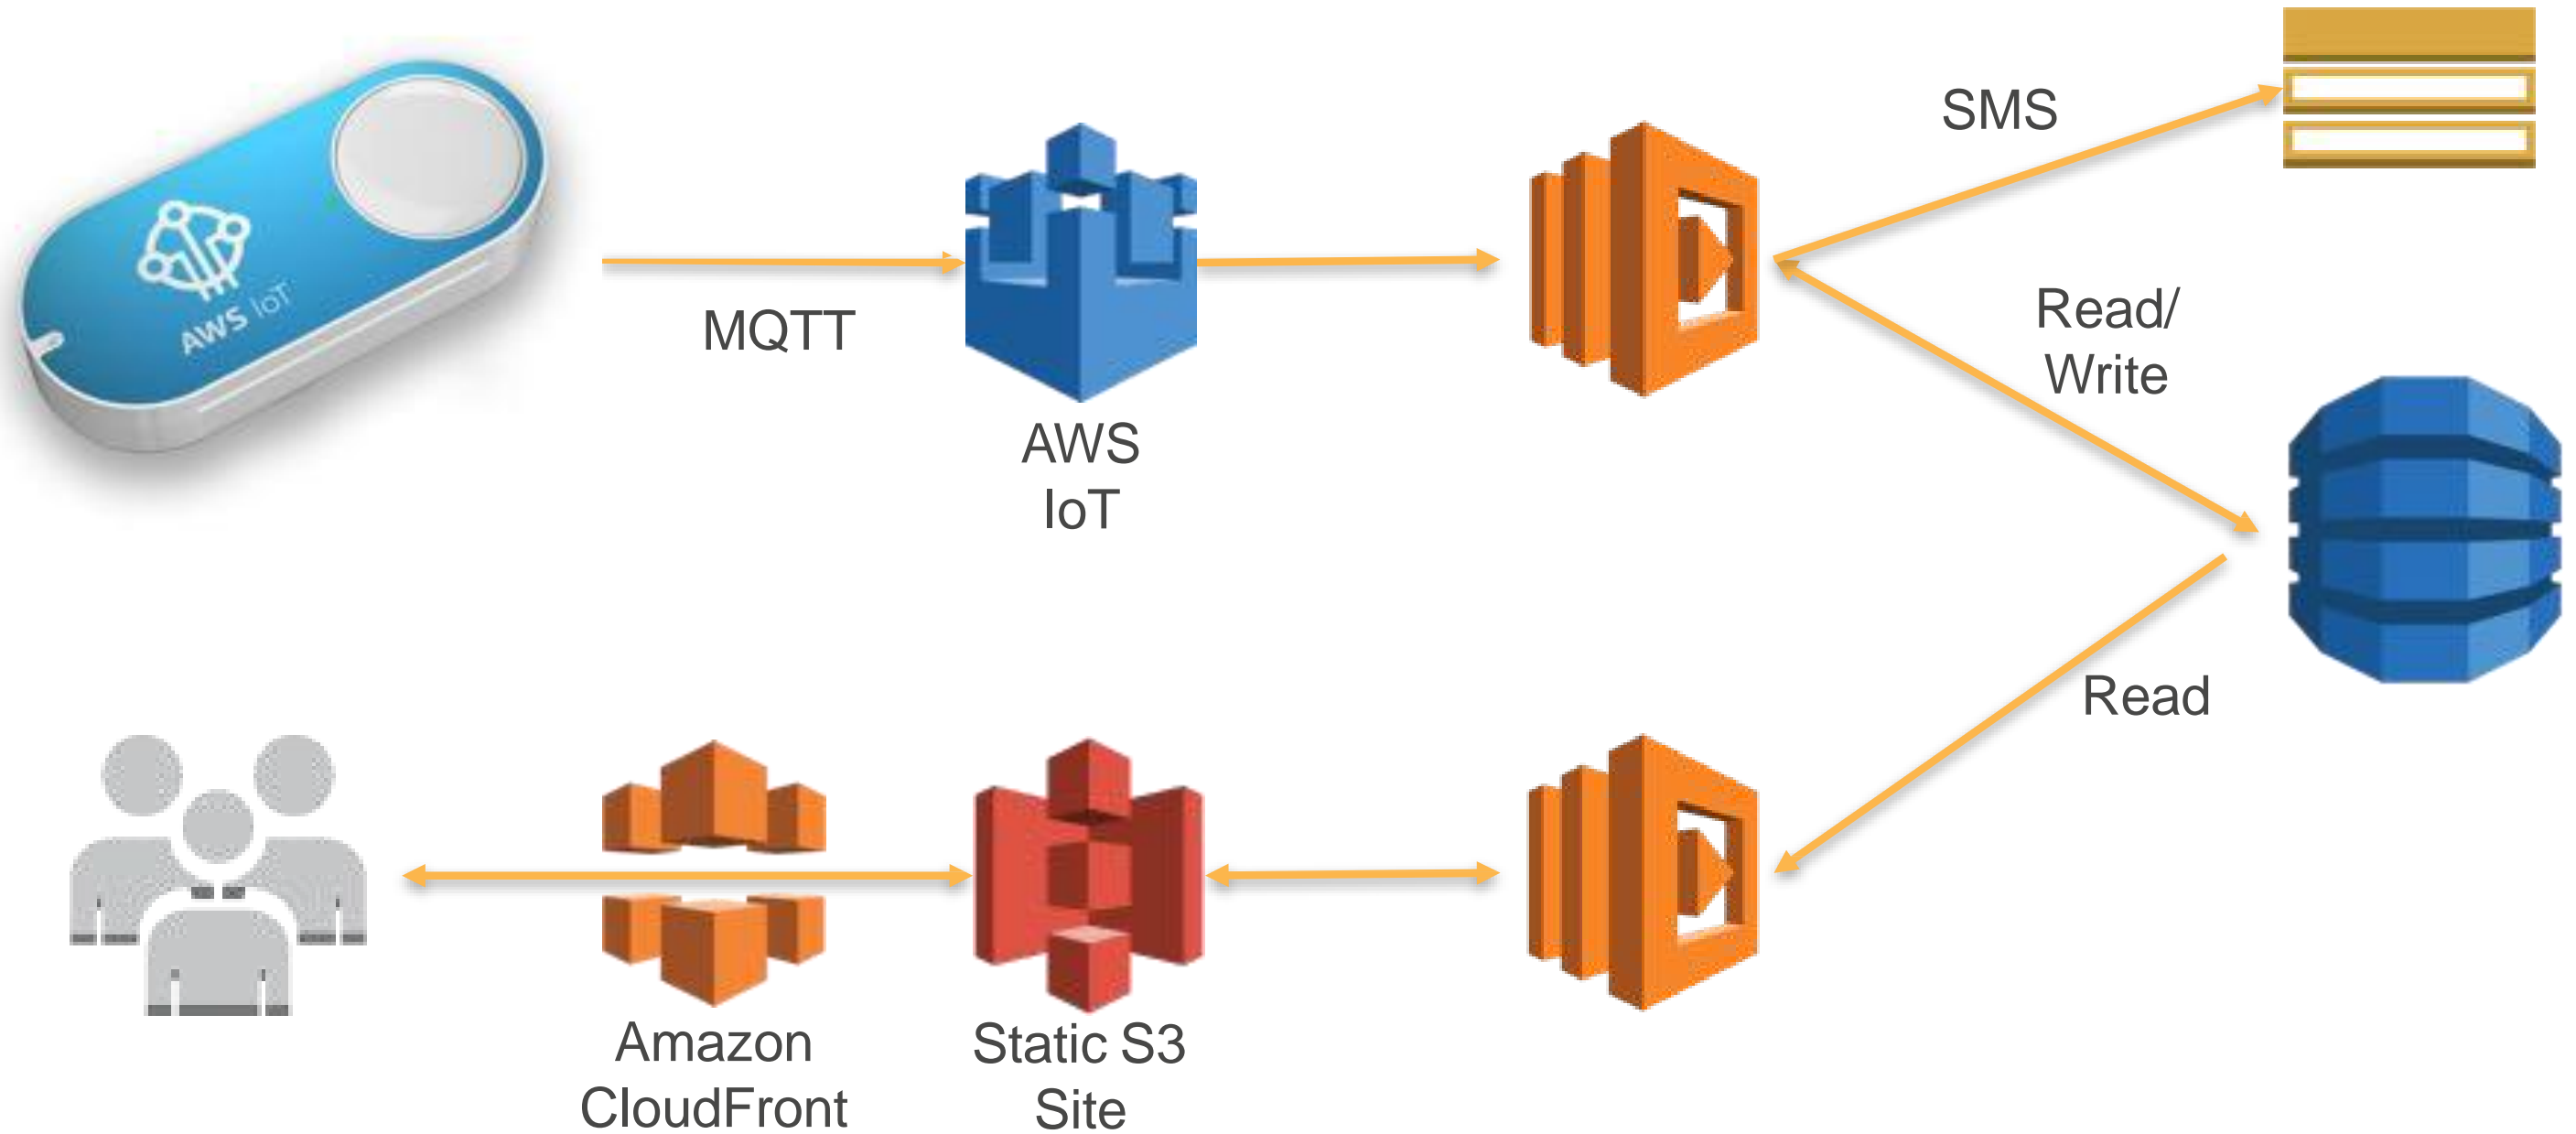 AWS IoT
MQTT
AWS
IoT
SMS
Read/
Write
Read
Amazon
CloudFront
Static S3
Site